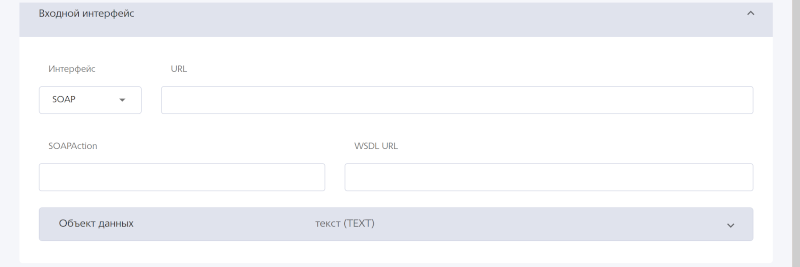 Входной интерфейс
Интерфейс URL
SOAP
SOAPAction WSDL URL
Объект данных текст (TEXT)